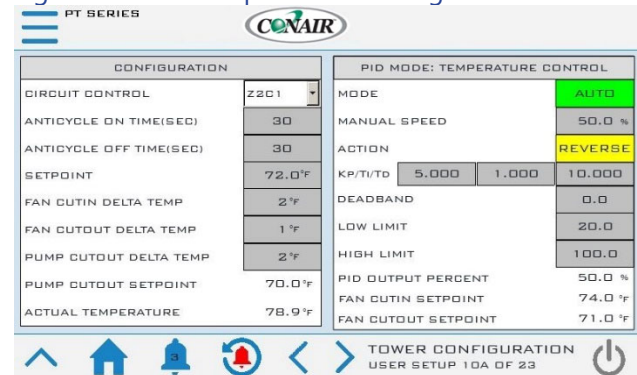 PT SERIES
CONAIR
CONFIGURATION
CIRCUIT CONTROL Z2C1
ANTICYCLE ON TIME(SEC) 30
ANTICYCLE OFF TIME(SEC) 30
SETPOINT 72.0°F
FAN CUTIN DELTA TEMP 2°F
FAN CUTOUT DELTA TEMP 1°F
PUMP CUTOUT DELTA TEMP 2°F
PUMP CUTOUT SETPOINT 70.0°F
ACTUAL TEMPERATURE 78.9°F
PID MODE: TEMPERATURE CONTROL
MODE AUTO
MANUAL SPEED 50.0 %
ACTION REVERSE
KP/TI/TD 5.000 1.000 10.000
DEADBAND 0.0
LOW LIMIT 20.0
HIGH LIMIT 100.0
PID OUTPUT PERCENT 50.0 %
FAN CUTIN SETPOINT 74.0 °F
FAN CUTOUT SETPOINT 71.0 °F
3
TOWER CONFIGURATION
USER SETUP 10A OF 23